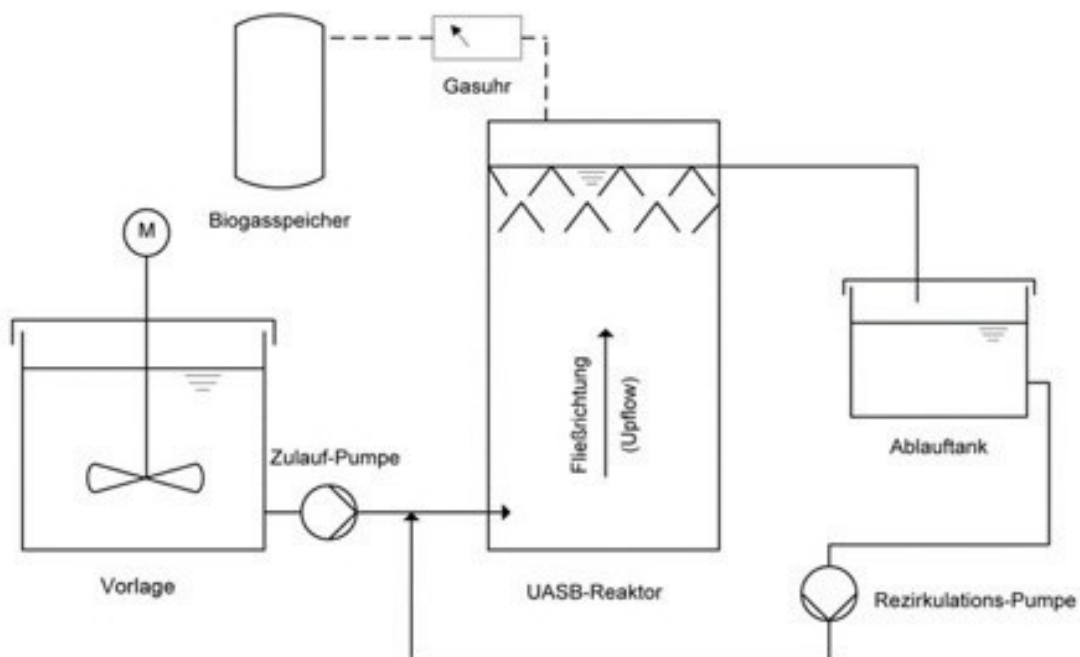 Gasuhr
Biogasspeicher
M
Fließrichtung
(Upflow)
Zulauf-Pumpe
Ablauftank
Vorlage
UASB-Reaktor
Rezirkulations-Pumpe